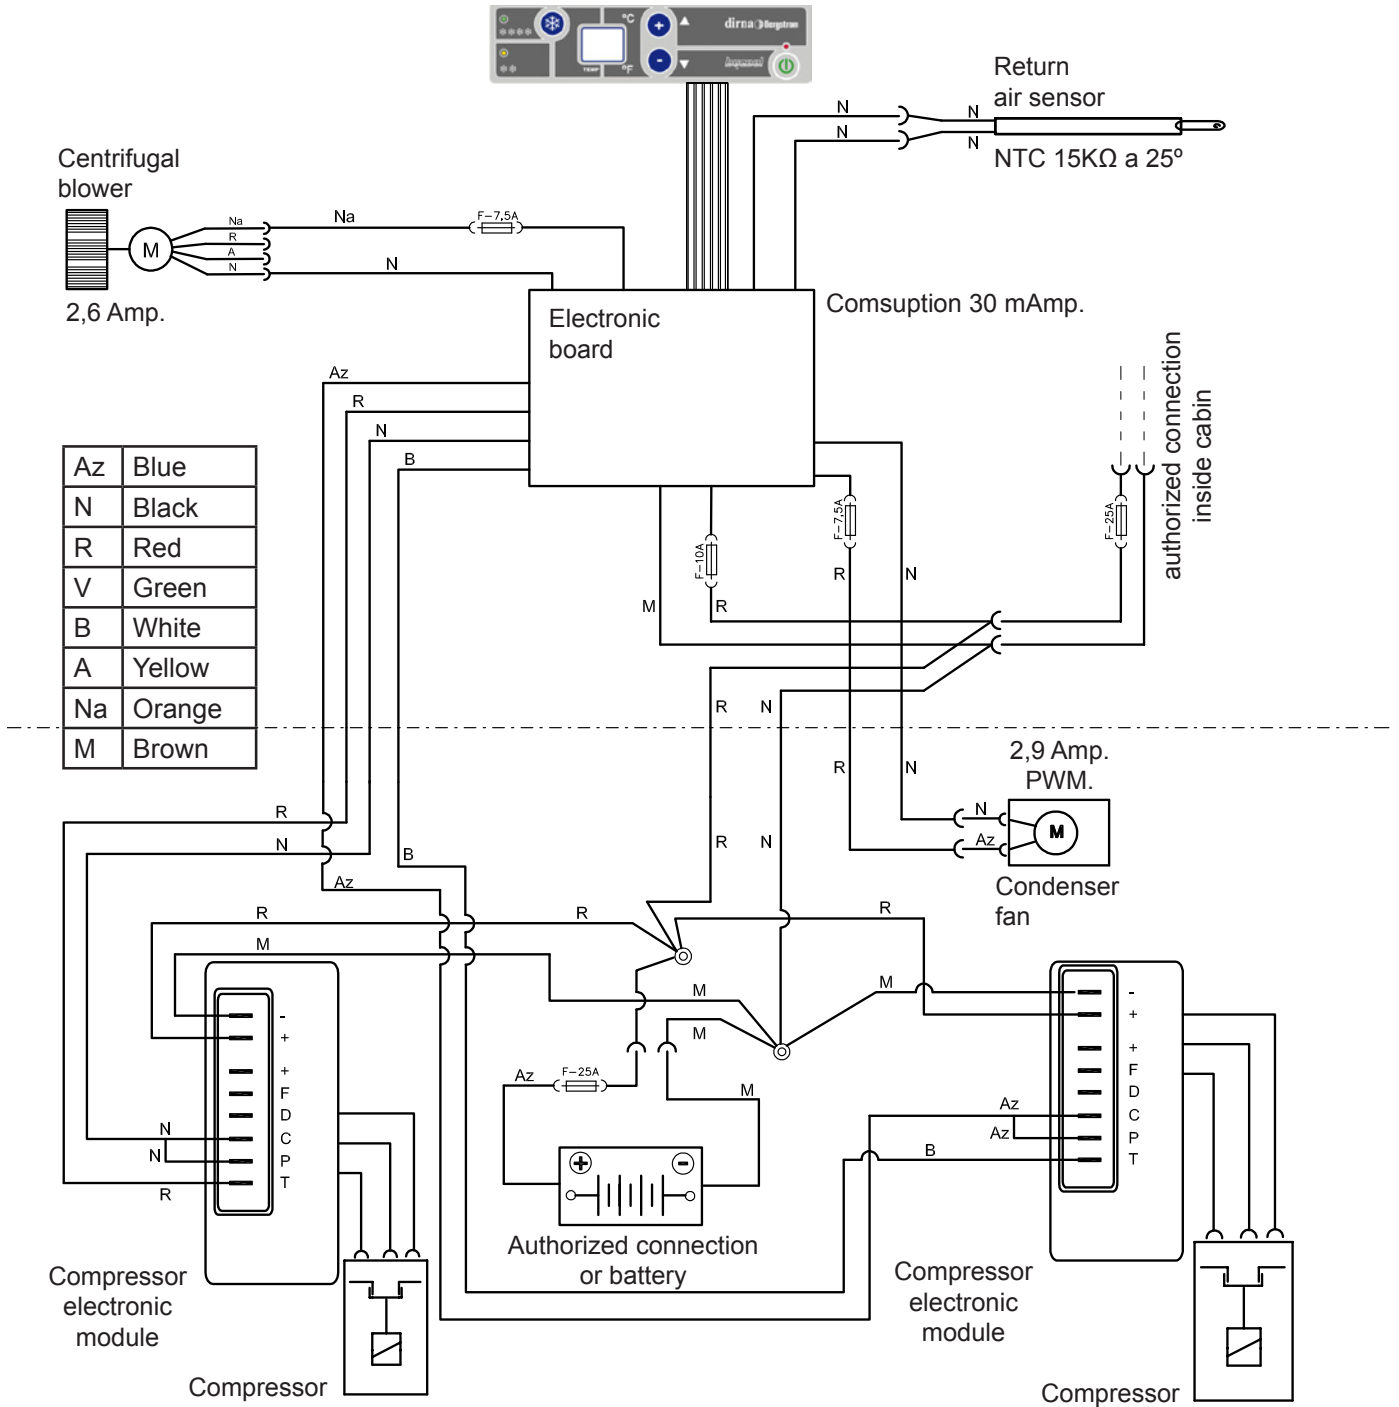 °C
dirna Bergstrom
TEMP
°F
Return
air sensor
N
N
N
N
NTC 15KΩ a 25º
Centrifugal
blower
Na
R
A
N
Na
F-7,5A
M
N
2,6 Amp.
Electronic
board
Comsuption 30 mAmp.
authorized connection
inside cabin
Az
R
N
B
Az Blue
N Black
R Red
V Green
B White
A Yellow
Na Orange
M Brown
F-10A
F-7,5A
F-25A
R
N
M
R
R
N
2,9 Amp.
PWM.
R
N
N
Az
M
Condenser
fan
R
N
B
Az
R
N
R
R
R
M
M
M
M
-
+
+
F
D
C
P
T
N
N
R
Az
F-25A
M
+
-
Authorized connection
or battery
-
+
+
F
D
C
P
T
Az
Az
B
Compressor
electronic
module
Compressor
Compressor
electronic
module
Compressor